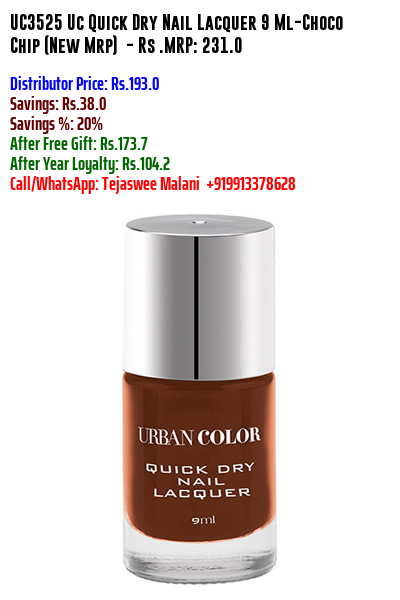 UC3525 Uc Quick Dry Nail Lacquer 9 Ml-Choco
Chip (New Mrp) - Rs .MRP: 231.0
Distributor Price: Rs.193.0
Savings: Rs.38.0
Savings %: 20%
After Free Gift: Rs.173.7
After Year Loyalty: Rs.104.2
Call/WhatsApp: Tejaswee Malani +919913378628
URBAN COLOR
QUICK DRY
NAIL
LACQUER
9ml